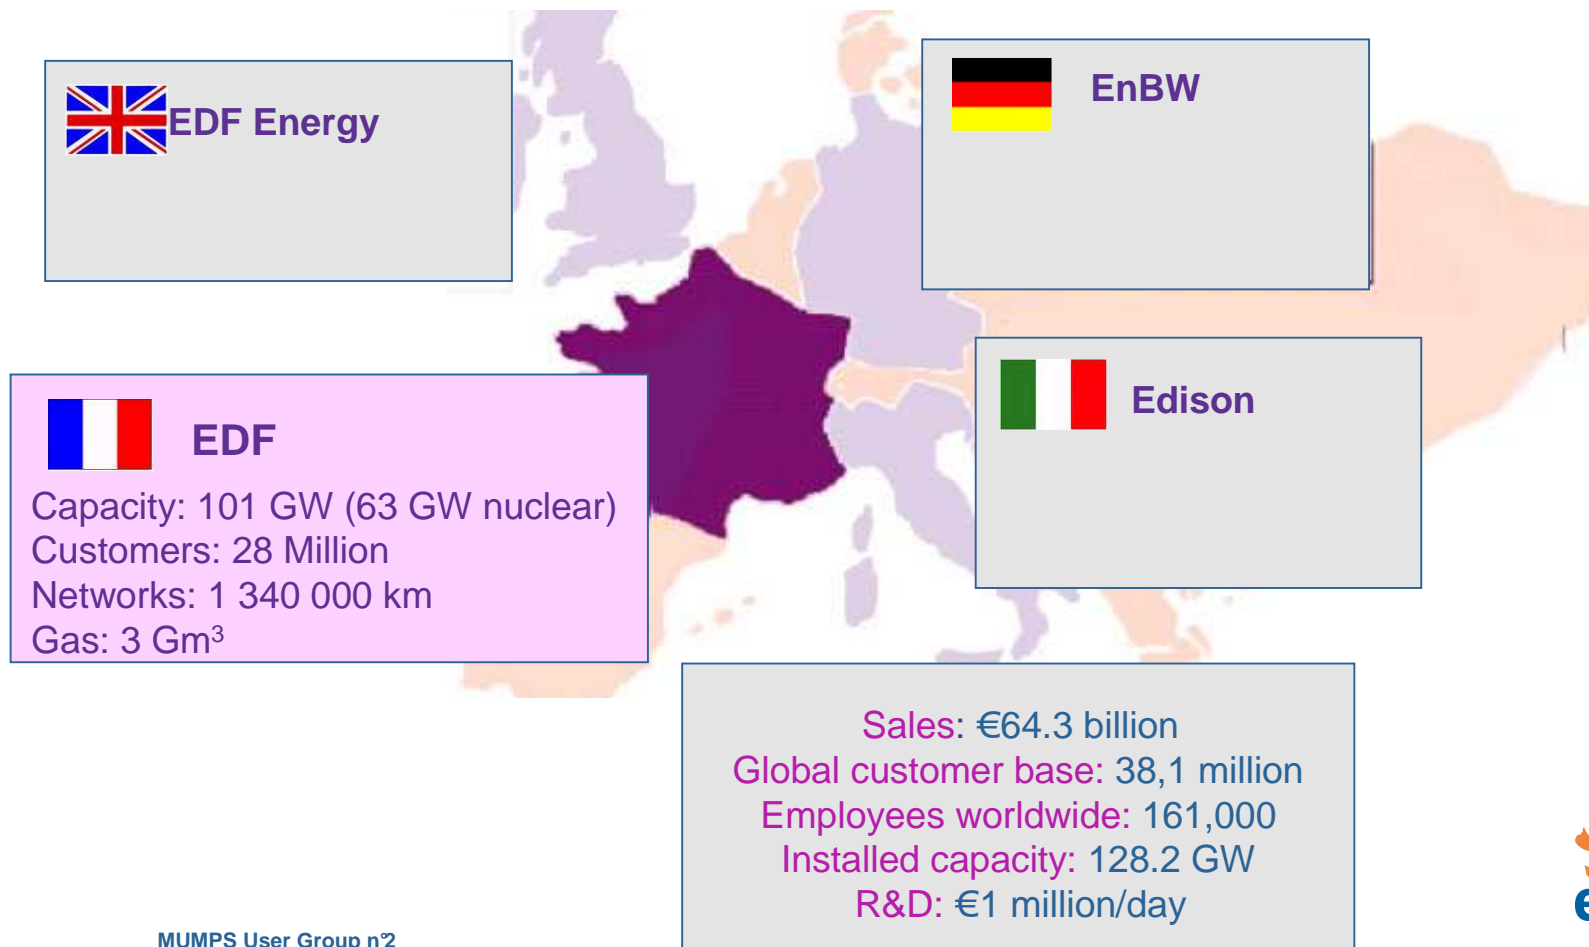 EDF Energy
EnBW
Edison
EDF
Capacity: 101 GW (63 GW nuclear)
Customers: 28 Million
Networks: 1 340 000 km
Gas: 3 Gm³
Sales: €64.3 billion
Global customer base: 38,1 million
Employees worldwide: 161,000
Installed capacity: 128.2 GW
R&D: €1 million/day
MUMPS User Group n°2